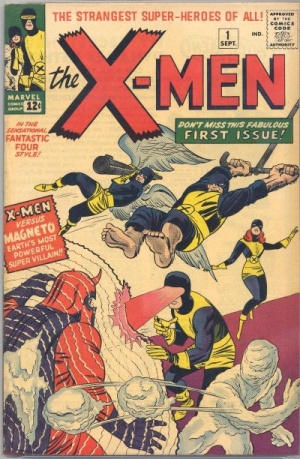 THE STRANGEST SUPER-HEROES OF ALL!
MARVEL
COMICS
GROUP
12¢
1
SEPT.
IND.
APPROVED
BY THE
COMICS
CODE
AUTHORITY
the X-MEN
IN THE
SENSATIONAL
FANTASTIC
FOUR
STYLE!
DON'T MISS THIS FABULOUS
FIRST ISSUE!
X-MEN
VERSUS
MAGNETO
EARTH'S MOST
POWERFUL
SUPER VILLAIN!!